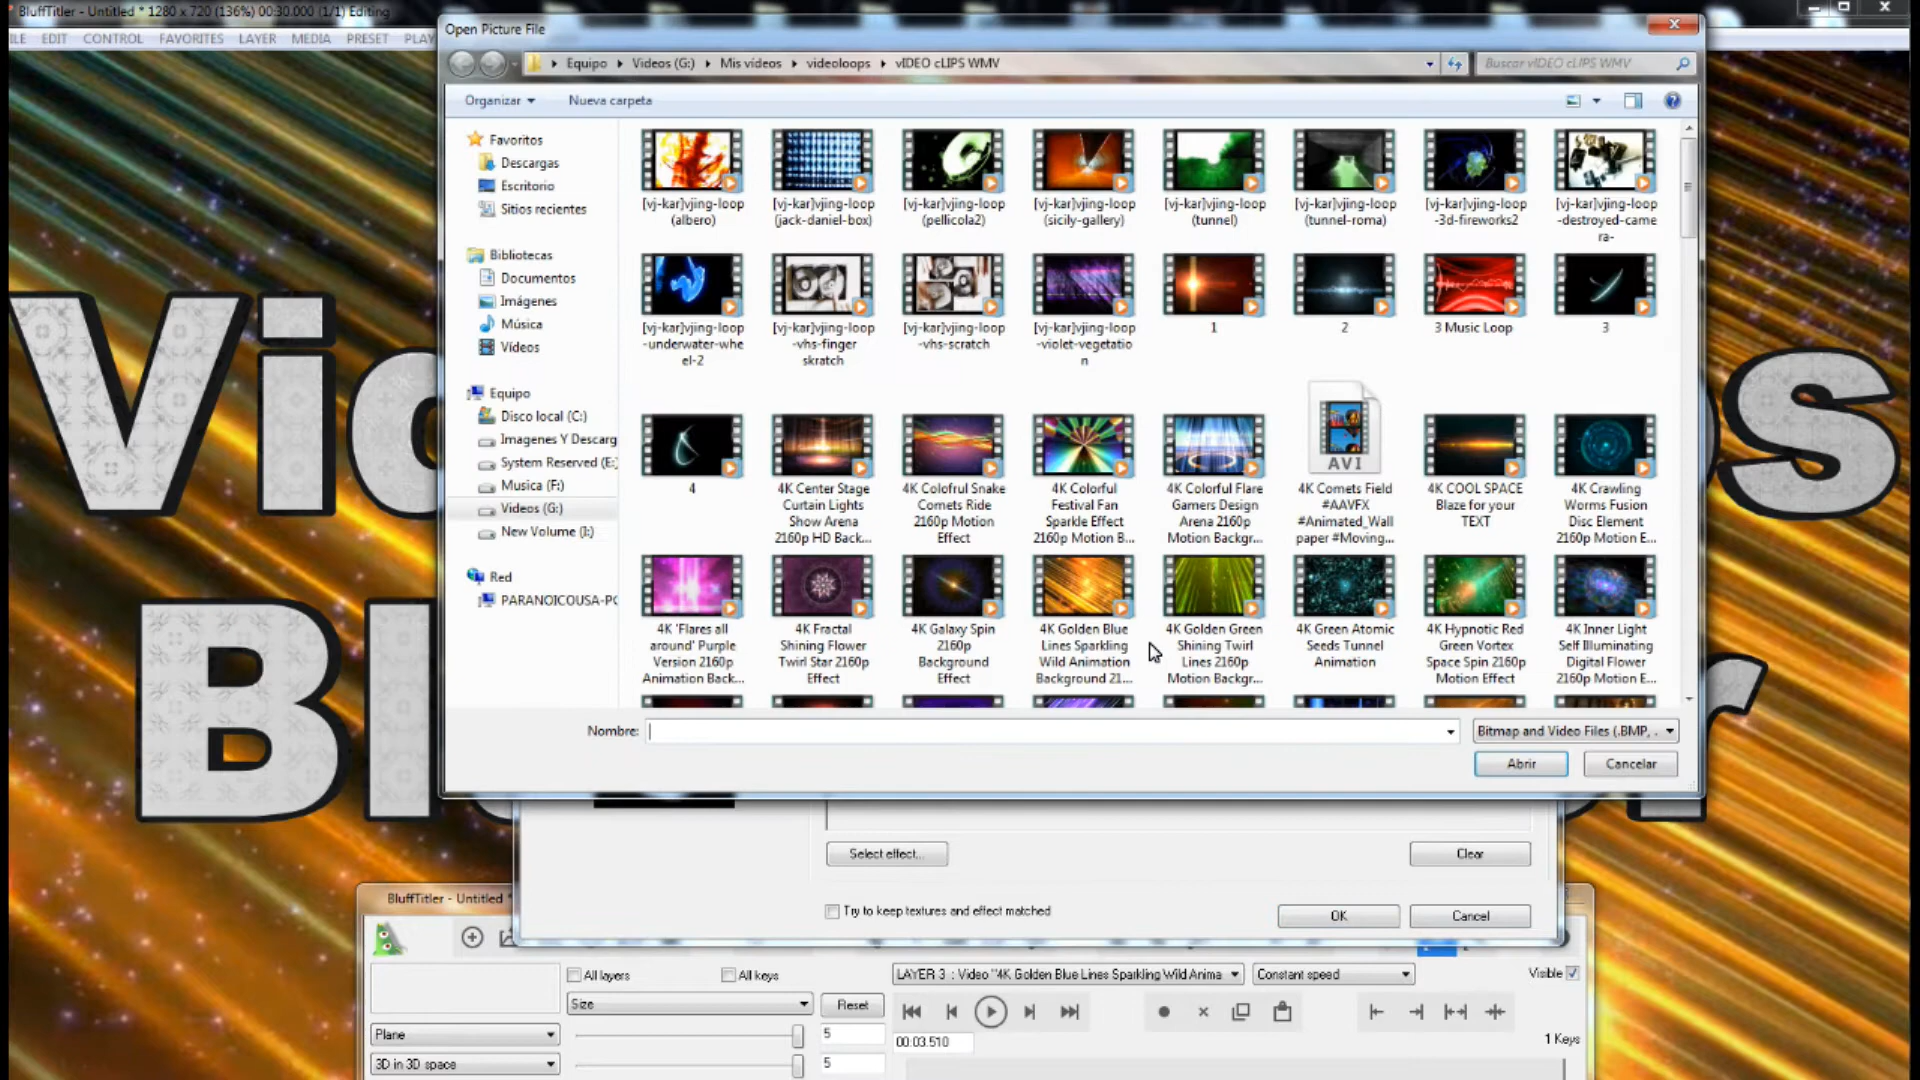 BluffTitler - Untitled * 1280 x 720 (136%) 00:30.000 (1/1) Editing
EDIT CONTROL FAVORITES LAYER MEDIA PRESET PLAY
Open Picture File
Equipo Videos (G:) Mis videos videoloops vIDEO cLIPS WMV
Buscar vIDEO cLIPS WMV
Organizar Nueva carpeta
Favoritos
Descargas
Escritorio
Sitios recientes
Bibliotecas
Documentos
Imágenes
Música
Vídeos
Equipo
Disco local (C:)
Imagenes Y Descarg
System Reserved (E:
Musica (F:)
Videos (G:)
New Volume (I:)
Red
PARANOICOUSA-PC
[vj-kar]vjing-loop
(albero)
[vj-kar]vjing-loop
(jack-daniel-box)
[vj-kar]vjing-loop
(pellicola2)
[vj-kar]vjing-loop
(sicily-gallery)
[vj-kar]vjing-loop
(tunnel)
[vj-kar]vjing-loop
(tunnel-roma)
[vj-kar]vjing-loop
-3d-fireworks2
[vj-kar]vjing-loop
-destroyed-came
ra-
[vj-kar]vjing-loop
-underwater-whe
el-2
[vj-kar]vjing-loop
-vhs-finger
skratch
[vj-kar]vjing-loop
-vhs-scratch
[vj-kar]vjing-loop
-violet-vegetatio
n
1
2
3 Music Loop
3
4
4K Center Stage
Curtain Lights
Show Arena
2160p HD Back...
4K Colofrul Snake
Comets Ride
2160p Motion
Effect
4K Colorful
Festival Fan
Sparkle Effect
2160p Motion B...
4K Colorful Flare
Gamers Design
Arena 2160p
Motion Backgr...
AVI
4K Comets Field
#AAVFX
#Animated_Wall
paper #Moving...
4K COOL SPACE
Blaze for your
TEXT
4K Crawling
Worms Fusion
Disc Element
2160p Motion E...
4K 'Flares all
around' Purple
Version 2160p
Animation Back...
4K Fractal
Shining Flower
Twirl Star 2160p
Effect
4K Galaxy Spin
2160p
Background
Effect
4K Golden Blue
Lines Sparkling
Wild Animation
Background 21...
4K Golden Green
Shining Twirl
Lines 2160p
Motion Backgr...
4K Green Atomic
Seeds Tunnel
Animation
4K Hypnotic Red
Green Vortex
Space Spin 2160p
Motion Effect
4K Inner Light
Self Illuminating
Digital Flower
2160p Motion E...
Nombre:
Bitmap and Video Files (.BMP, .
Abrir Cancelar
Select effect... Clear
Try to keep textures and effect matched
OK Cancel
BluffTitler - Untitled *
All layers All keys
LAYER 3 : Video "4K Golden Blue Lines Sparkling Wild Anima
Constant speed
Visible
Size
Reset
Plane
5
00:03.510
1 Keys
3D in 3D space
5